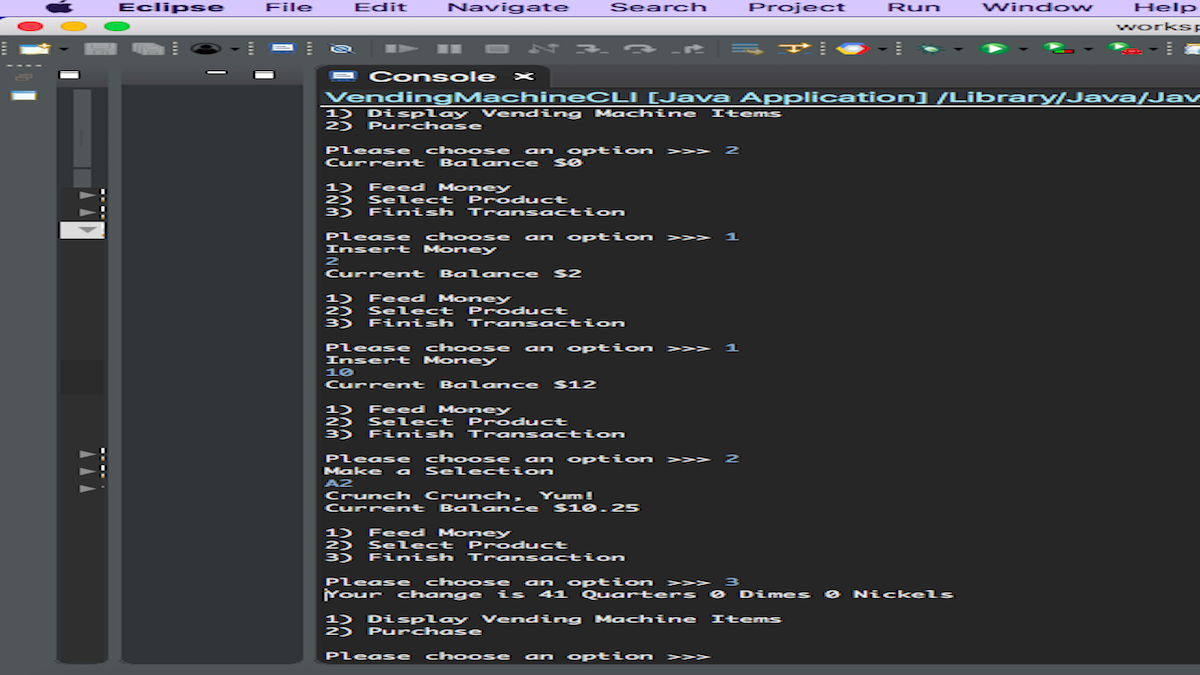 Eclipse File Edit Navigate Search Project Run Window Help
worksp
Console
VendingMachineCLI [Java Application] /Library/Java/Jav
1) Display Vending Machine Items
2) Purchase
Please choose an option >>> 2
Current Balance $0
1) Feed Money
2) Select Product
3) Finish Transaction
Please choose an option >>> 1
Insert Money
2
Current Balance $2
1) Feed Money
2) Select Product
3) Finish Transaction
Please choose an option >>> 1
Insert Money
10
Current Balance $12
1) Feed Money
2) Select Product
3) Finish Transaction
Please choose an option >>> 2
Make a Selection
A2
Crunch Crunch, Yum!
Current Balance $10.25
1) Feed Money
2) Select Product
3) Finish Transaction
Please choose an option >>> 3
Your change is 41 Quarters 0 Dimes 0 Nickels
1) Display Vending Machine Items
2) Purchase
Please choose an option >>>